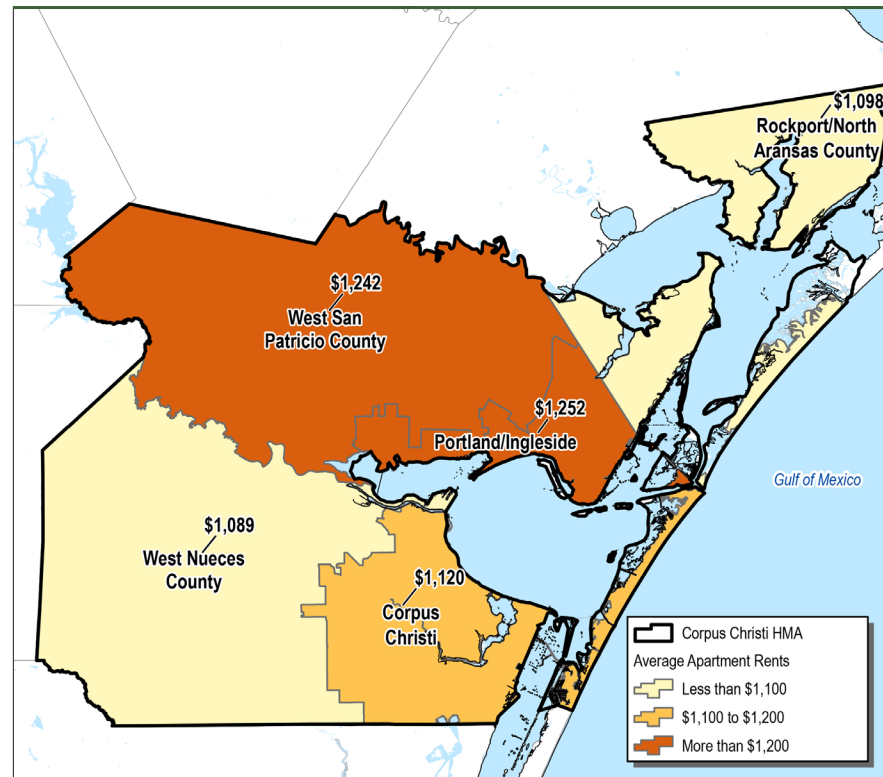 $1,098
Rockport/North
Aransas County
$1,242
West San
Patricio County
$1,252
Portland/Ingleside
Gulf of Mexico
$1,089
West Nueces
County
$1,120
Corpus
Christi
Corpus Christi HMA
Average Apartment Rents
Less than $1,100
$1,100 to $1,200
More than $1,200